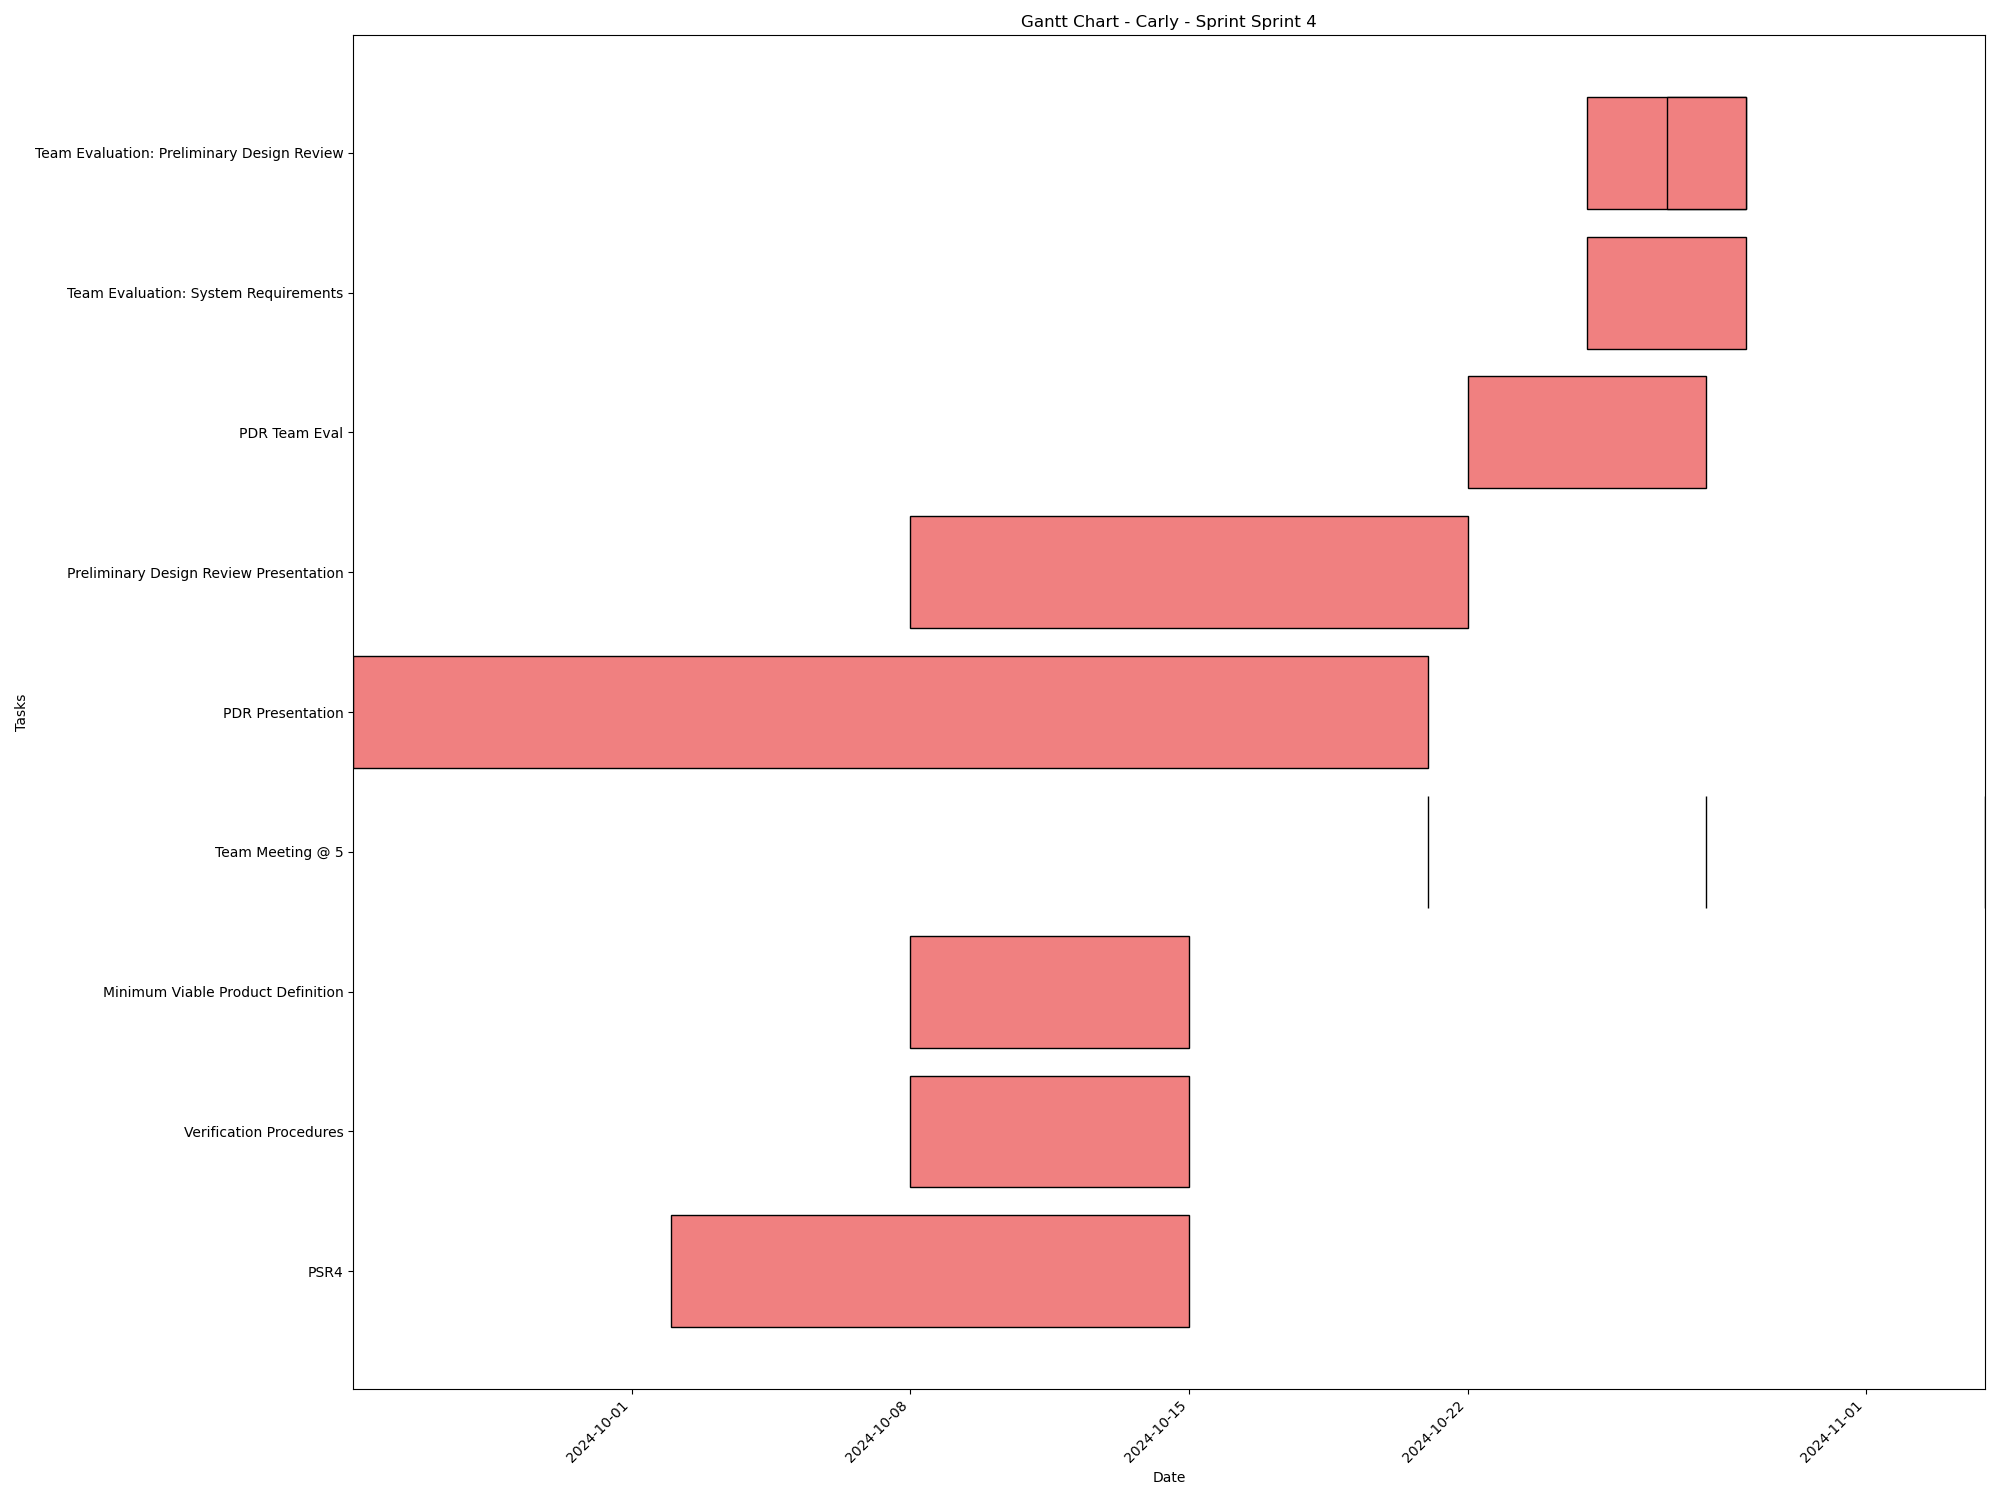 Gantt Chart - Carly - Sprint Sprint 4
Team Evaluation: Preliminary Design Review
Team Evaluation: System Requirements
PDR Team Eval
Preliminary Design Review Presentation
PDR Presentation
Team Meeting @ 5
Minimum Viable Product Definition
Verification Procedures
PSR4
Tasks
2024-10-01
2024-10-08
2024-10-15
2024-10-22
2024-11-01
Date